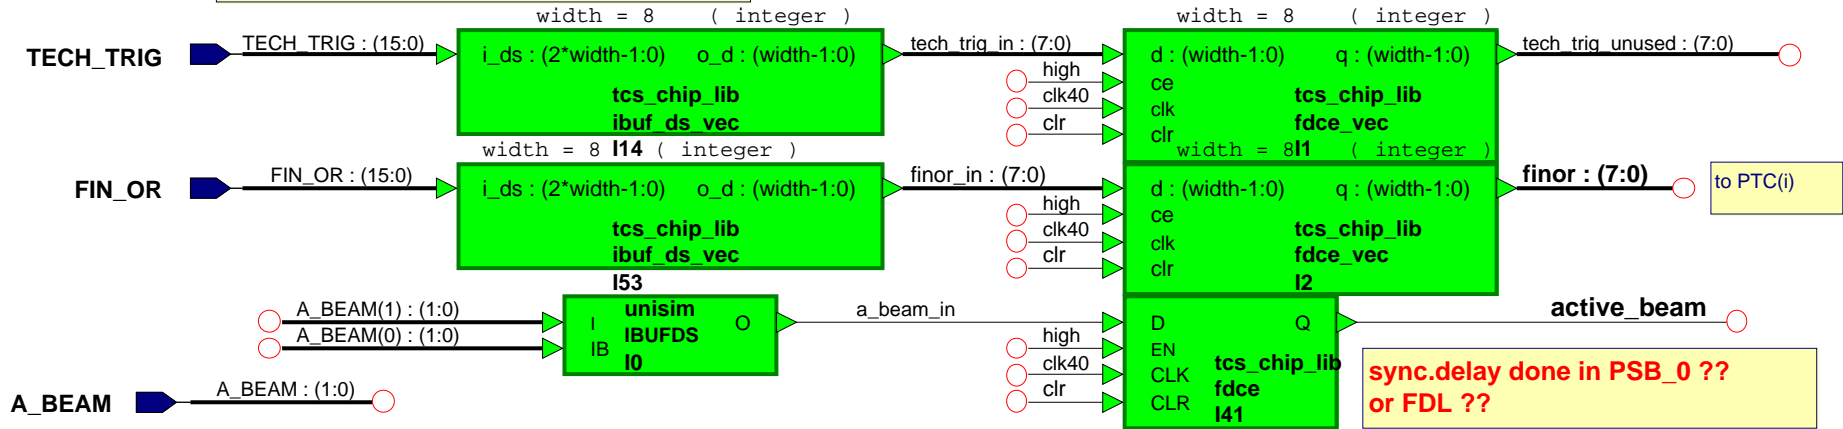 width = 8 ( integer )
width = 8 ( integer )
TECH_TRIG
TECH_TRIG : (15:0)
i_ds : (2*width-1:0) o_d : (width-1:0)
tcs_chip_lib
ibuf_ds_vec
I14
tech_trig_in : (7:0)
high
clk40
clr
d : (width-1:0) q : (width-1:0)
ce
clk
clr
tcs_chip_lib
fdce_vec
I1
tech_trig_unused : (7:0)
width = 8 ( integer )
width = 8 ( integer )
FIN_OR
FIN_OR : (15:0)
i_ds : (2*width-1:0) o_d : (width-1:0)
tcs_chip_lib
ibuf_ds_vec
I53
finor_in : (7:0)
high
clk40
clr
d : (width-1:0) q : (width-1:0)
ce
clk
clr
tcs_chip_lib
fdce_vec
I2
finor : (7:0)
to PTC(i)
A_BEAM(1) : (1:0)
A_BEAM(0) : (1:0)
I O
IB
unisim
IBUFDS
I0
a_beam_in
high
clk40
clr
D Q
EN
CLK
CLR
tcs_chip_lib
fdce
I41
active_beam
sync.delay done in PSB_0 ??
or FDL ??
A_BEAM
A_BEAM : (1:0)